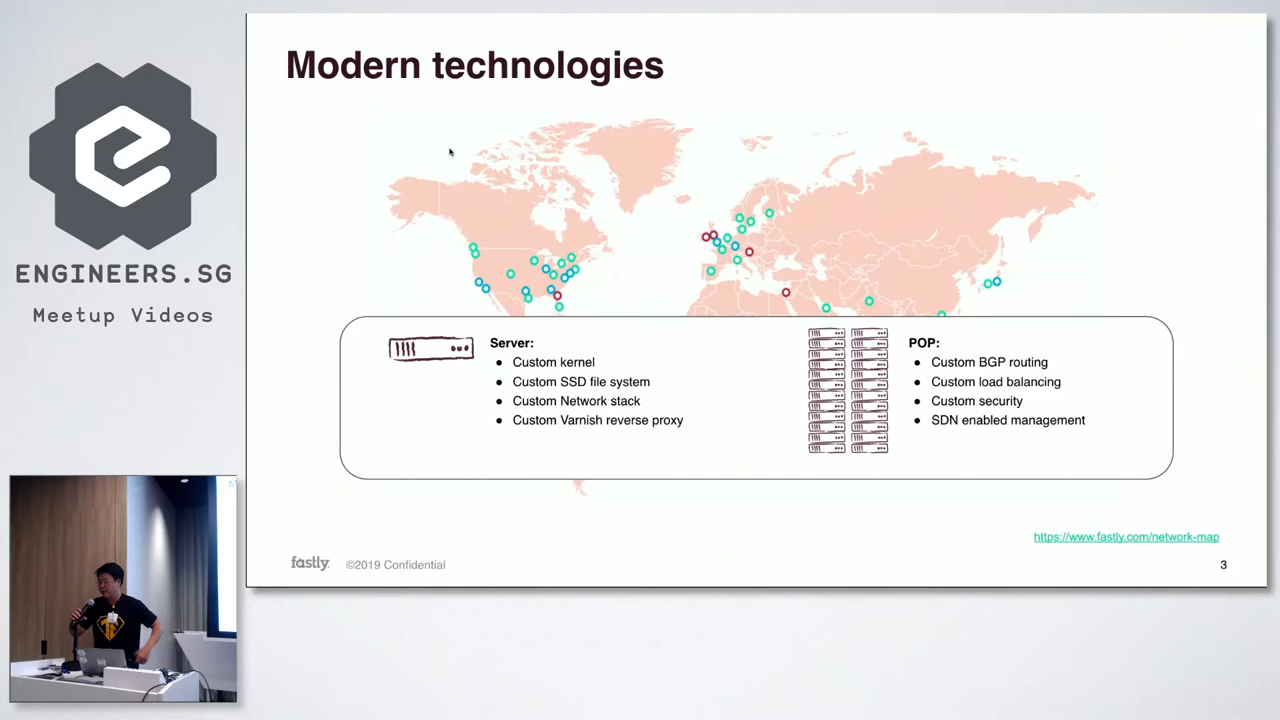 Modern technologies
ENGINEERS.SG
Meetup Videos
Server:
● Custom kernel
● Custom SSD file system
● Custom Network stack
● Custom Varnish reverse proxy
POP:
● Custom BGP routing
● Custom load balancing
● Custom security
● SDN enabled management
https://www.fastly.com/network-map
fastly
©2019 Confidential
3